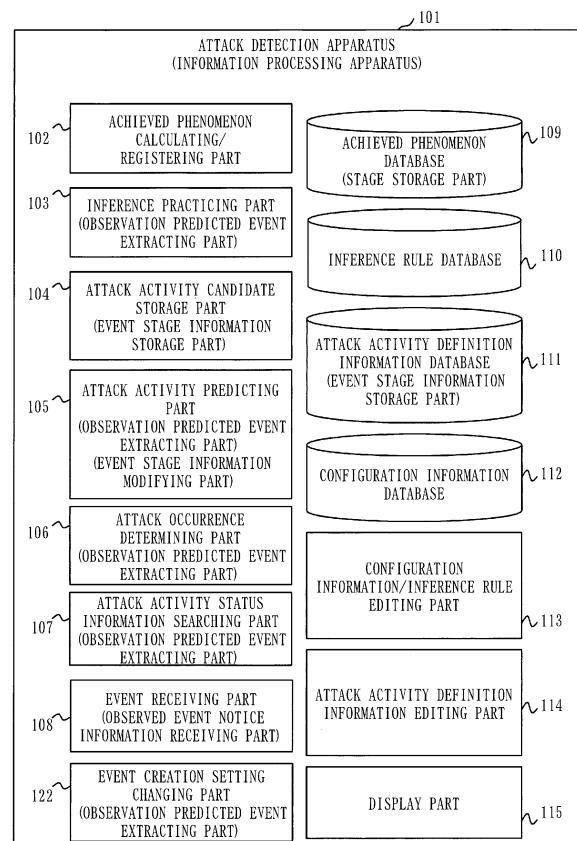 101
ATTACK DETECTION APPARATUS
(INFORMATION PROCESSING APPARATUS)
102
ACHIEVED PHENOMENON
CALCULATING/
REGISTERING PART
103
INFERENCE PRACTICING PART
(OBSERVATION PREDICTED EVENT
EXTRACTING PART)
104
ATTACK ACTIVITY CANDIDATE
STORAGE PART
(EVENT STAGE INFORMATION
STORAGE PART)
105
ATTACK ACTIVITY PREDICTING
PART
(OBSERVATION PREDICTED EVENT
EXTRACTING PART)
(EVENT STAGE INFORMATION
MODIFYING PART)
106
ATTACK OCCURRENCE
DETERMINING PART
(OBSERVATION PREDICTED EVENT
EXTRACTING PART)
107
ATTACK ACTIVITY STATUS
INFORMATION SEARCHING PART
(OBSERVATION PREDICTED EVENT
EXTRACTING PART)
108
EVENT RECEIVING PART
(OBSERVED EVENT NOTICE
INFORMATION RECEIVING PART)
122
EVENT CREATION SETTING
CHANGING PART
(OBSERVATION PREDICTED EVENT
EXTRACTING PART)
109
ACHIEVED PHENOMENON
DATABASE
(STAGE STORAGE PART)
110
INFERENCE RULE DATABASE
111
ATTACK ACTIVITY DEFINITION
INFORMATION DATABASE
(EVENT STAGE INFORMATION
STORAGE PART)
112
CONFIGURATION INFORMATION
DATABASE
CONFIGURATION
INFORMATION/INFERENCE RULE
EDITING PART
113
ATTACK ACTIVITY DEFINITION
INFORMATION EDITING PART
114
DISPLAY PART
115